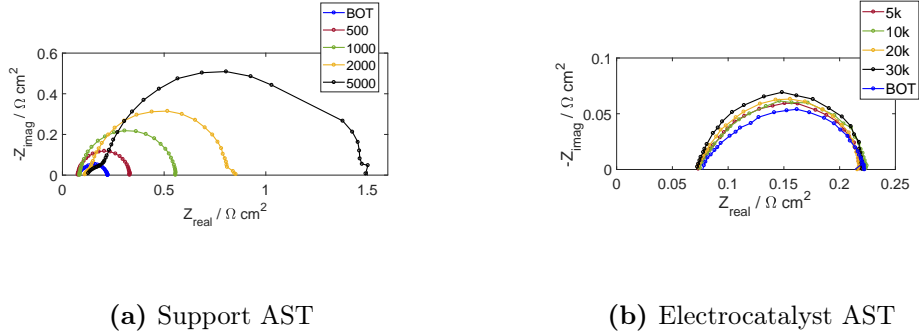 BOT
500
1000
2000
5000
0.6
0.4
0.2
0
-Z_imag / Ω cm²
0 0.5 1.0 1.5
Z_real / Ω cm²
(a) Support AST
5k
10k
20k
30k
BOT
0.1
0.05
0
-Z_imag / Ω cm²
0 0.05 0.1 0.15 0.2 0.25
Z_real / Ω cm²
(b) Electrocatalyst AST